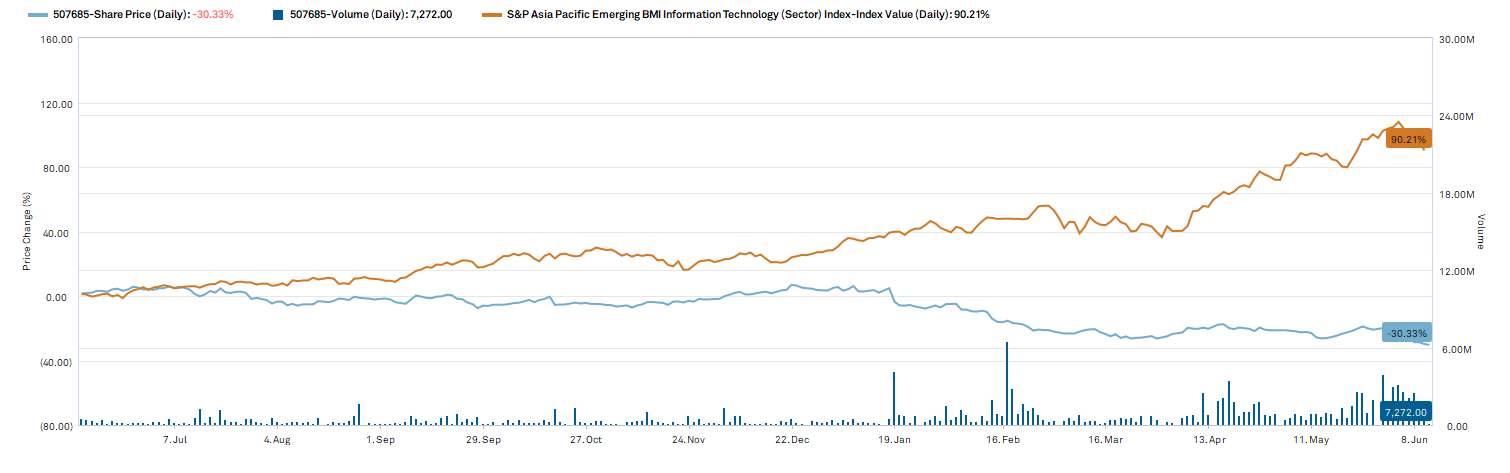 507685-Share Price (Daily): -30.33% 507685-Volume (Daily): 7,272.00 S&P Asia Pacific Emerging BMI Information Technology (Sector) Index-Index Value (Daily): 90.21%
160.00 30.00M
120.00 24.00M
90.21%
80.00 18.00M
Price Change (%) Volume
40.00 12.00M
0.00
-30.33%
6.00M
(40.00)
7,272.00
(80.00) 0.00
7. Jul 4. Aug 1. Sep 29. Sep 27. Oct 24. Nov 22. Dec 19. Jan 16. Feb 16. Mar 13. Apr 11. May 8. Jun